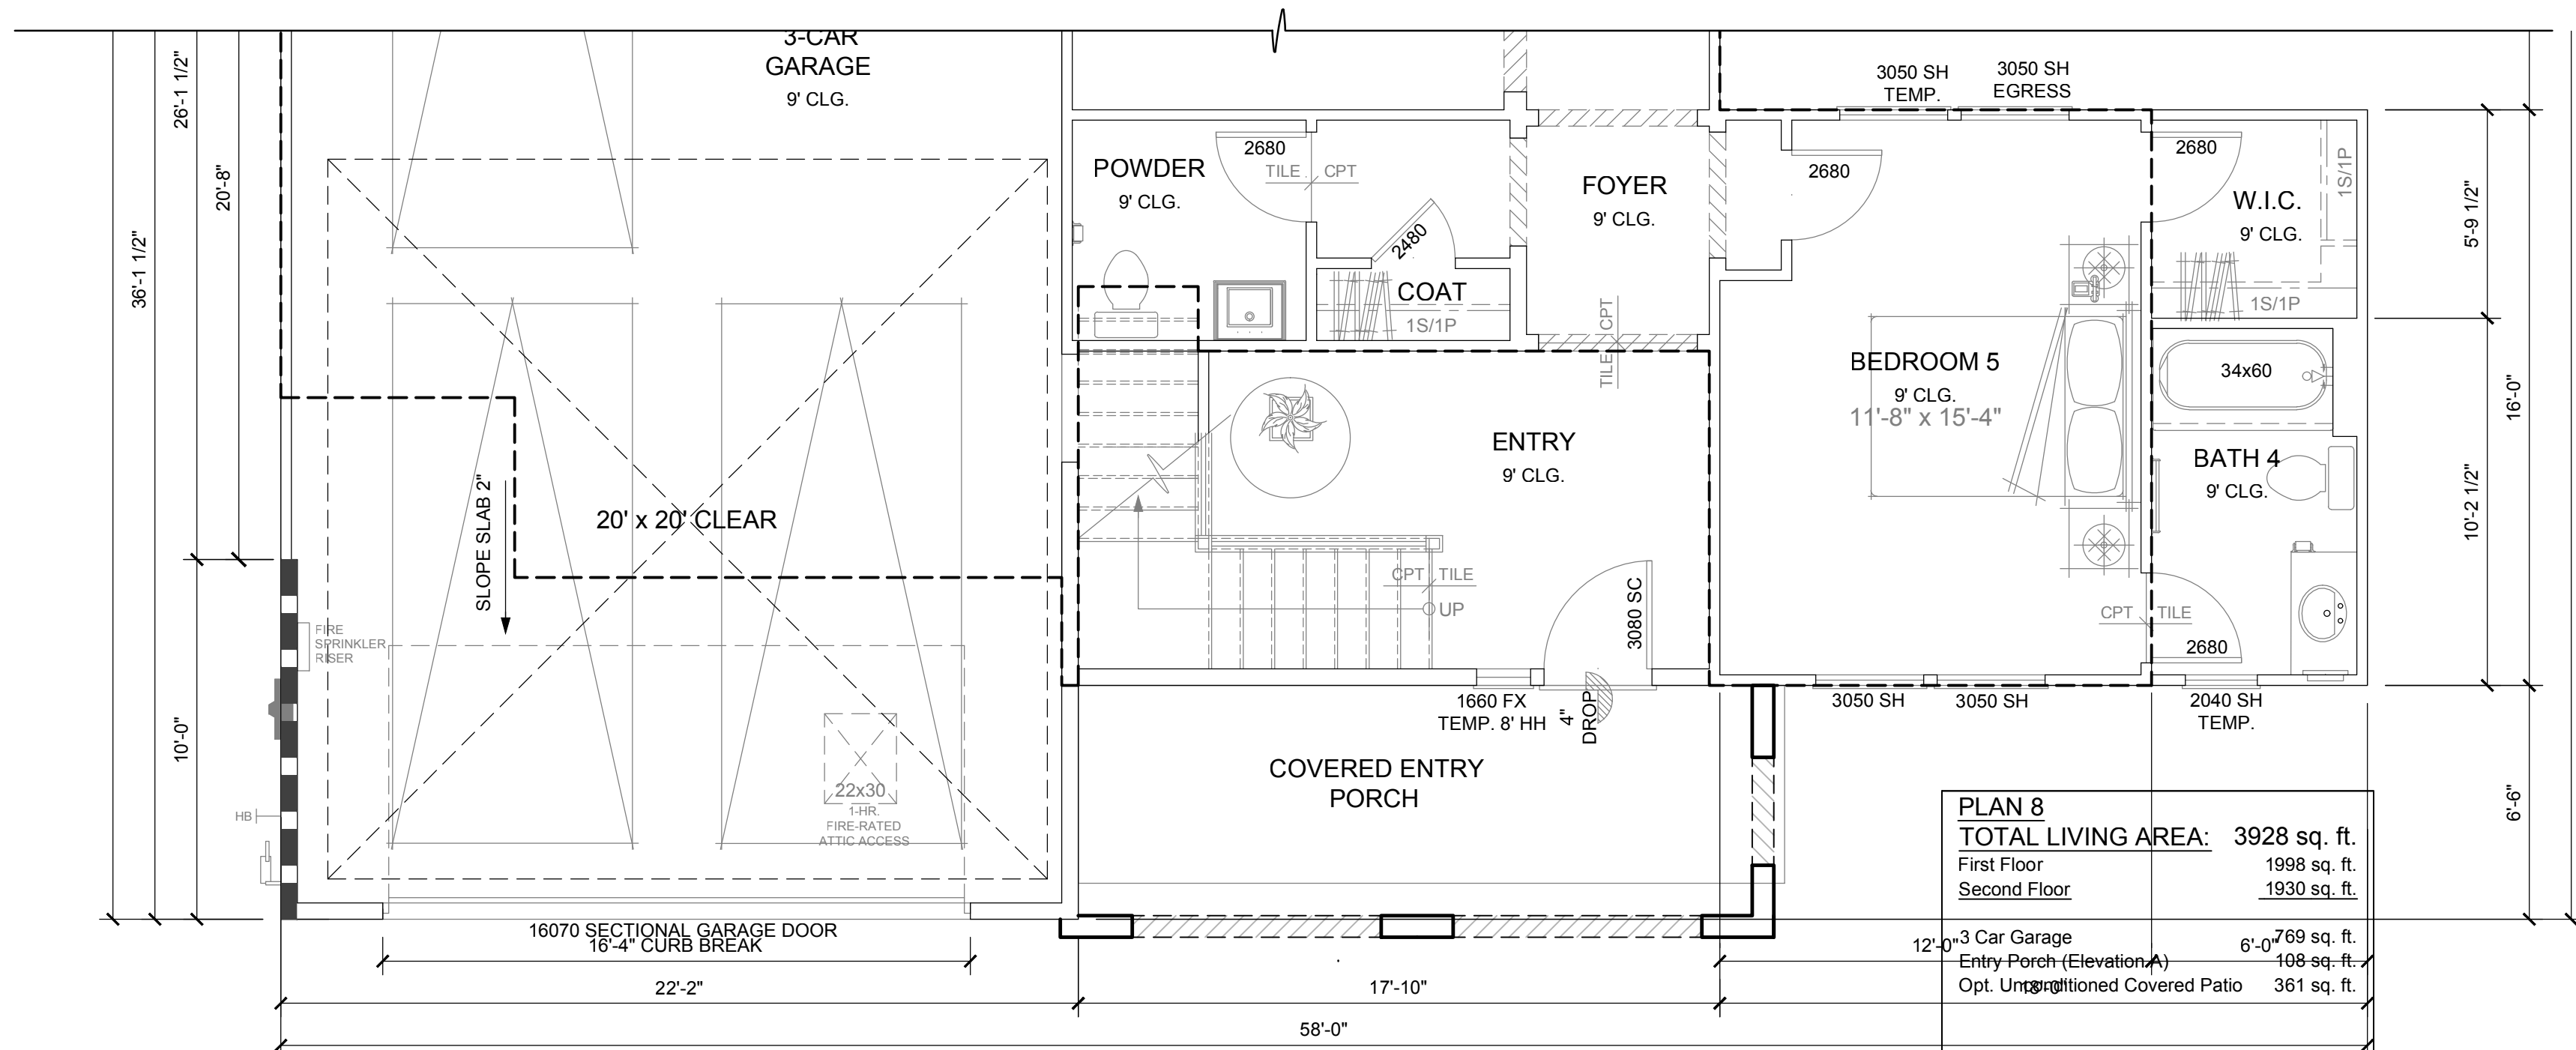 3-CAR
GARAGE
9' CLG.
26'-1 1/2"
20'-8"
36'-1 1/2"
10'-0"
SLOPE SLAB 2"
20' x 20' CLEAR
FIRE
SPRINKLER
RISER
HB
22x30
1-HR.
FIRE-RATED
ATTIC ACCESS
16070 SECTIONAL GARAGE DOOR
16'-4" CURB BREAK
22'-2"
POWDER
9' CLG.
2680
TILE
CPT
2480
COAT
1S/1P
FOYER
9' CLG.
CPT
TILE
ENTRY
9' CLG.
CPT
TILE
UP
3080 SC
1660 FX
TEMP. 8' HH
4"
DROP
COVERED ENTRY
PORCH
17'-10"
58'-0"
3050 SH
TEMP.
3050 SH
EGRESS
2680
BEDROOM 5
9' CLG.
11'-8" x 15'-4"
3050 SH
3050 SH
2680
W.I.C.
9' CLG.
1S/1P
1S/1P
34x60
BATH 4
9' CLG.
CPT
TILE
2680
2040 SH
TEMP.
5'-9 1/2"
10'-2 1/2"
16'-0"
6'-6"
PLAN 8
TOTAL LIVING AREA: 3928 sq. ft.
First Floor 1998 sq. ft.
Second Floor 1930 sq. ft.
3 Car Garage 769 sq. ft.
Entry Porch (Elevation A) 108 sq. ft.
Opt. Unconditioned Covered Patio 361 sq. ft.
12'-0"
6'-0"
18'-0"